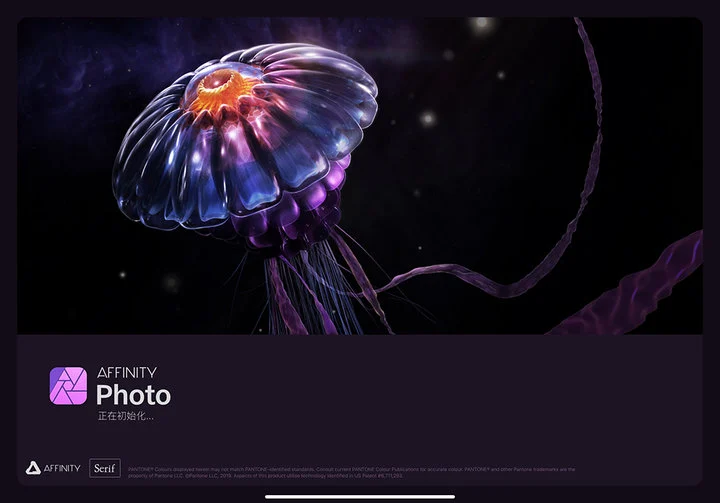 AFFINITY
Photo
正在初始化...
AFFINITY
Serif
PANTONE® Colours displayed herein may not match PANTONE-identified standards. Consult current PANTONE Colour Publications for accurate colour. PANTONE® and other Pantone trademarks are the
property of Pantone LLC. ©Pantone LLC, 2019. Aspects of this product utilise technology identified in US Patent